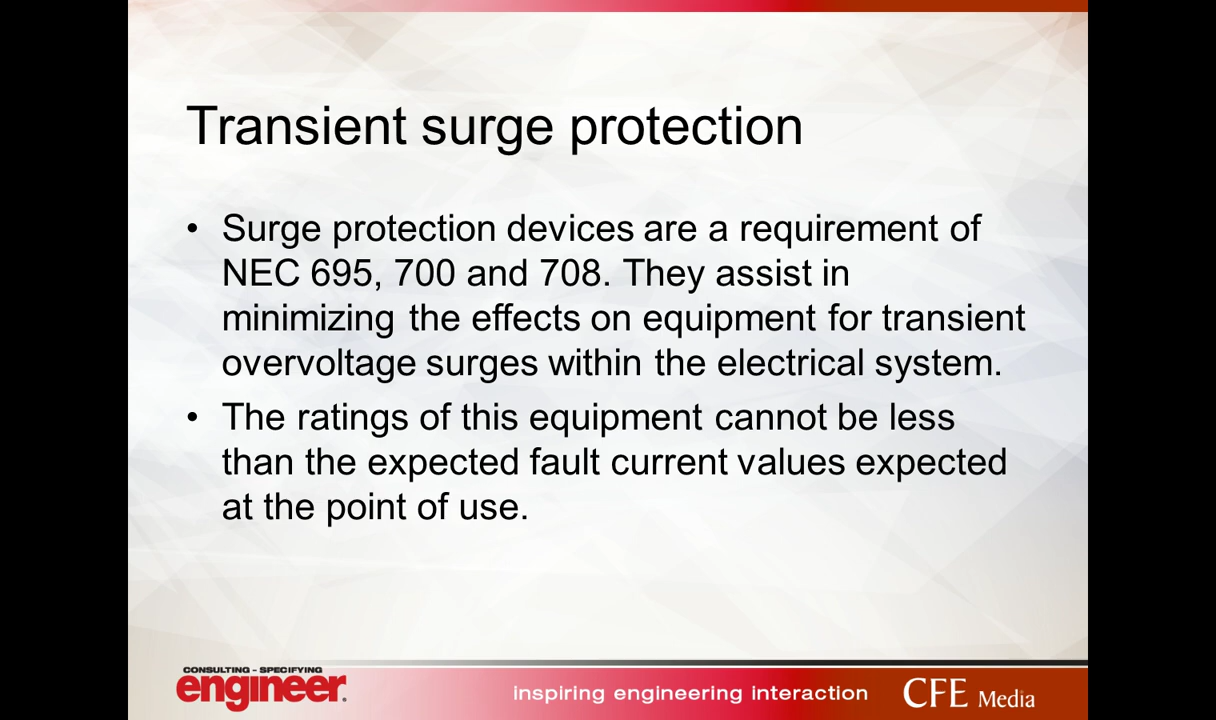 Transient surge protection
• Surge protection devices are a requirement of
NEC 695, 700 and 708. They assist in
minimizing the effects on equipment for transient
overvoltage surges within the electrical system.
• The ratings of this equipment cannot be less
than the expected fault current values expected
at the point of use.
CONSULTING - SPECIFYING
engineer.
inspiring engineering interaction
CFE Media